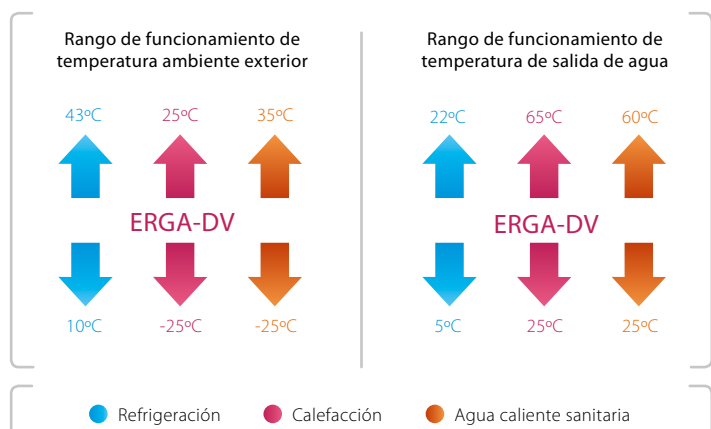 Rango de funcionamiento de
temperatura ambiente exterior
43ºC 25ºC 35ºC
ERGA-DV
10ºC -25ºC -25ºC
Rango de funcionamiento de
temperatura de salida de agua
22ºC 65ºC 60ºC
ERGA-DV
5ºC 25ºC 25ºC
Refrigeración Calefacción Agua caliente sanitaria